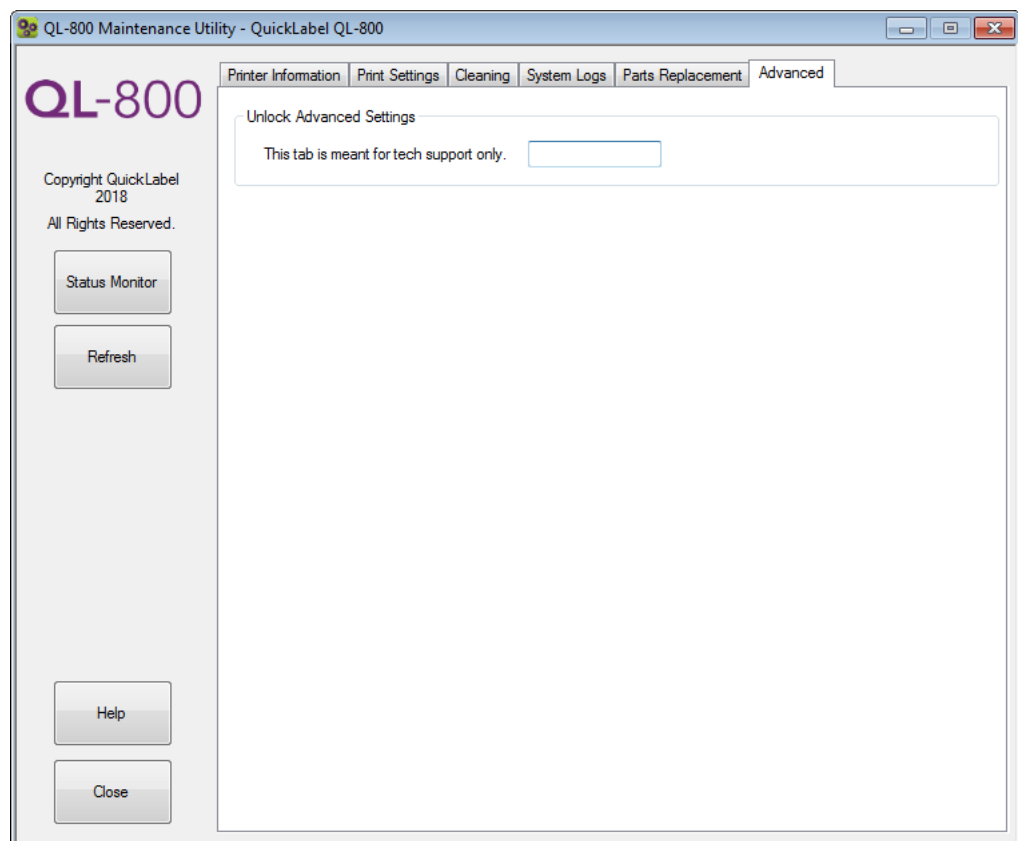 QL-800 Maintenance Utility - QuickLabel QL-800
Printer Information Print Settings Cleaning System Logs Parts Replacement Advanced
QL-800
Unlock Advanced Settings
This tab is meant for tech support only.
Copyright QuickLabel
2018
All Rights Reserved.
Status Monitor
Refresh
Help
Close